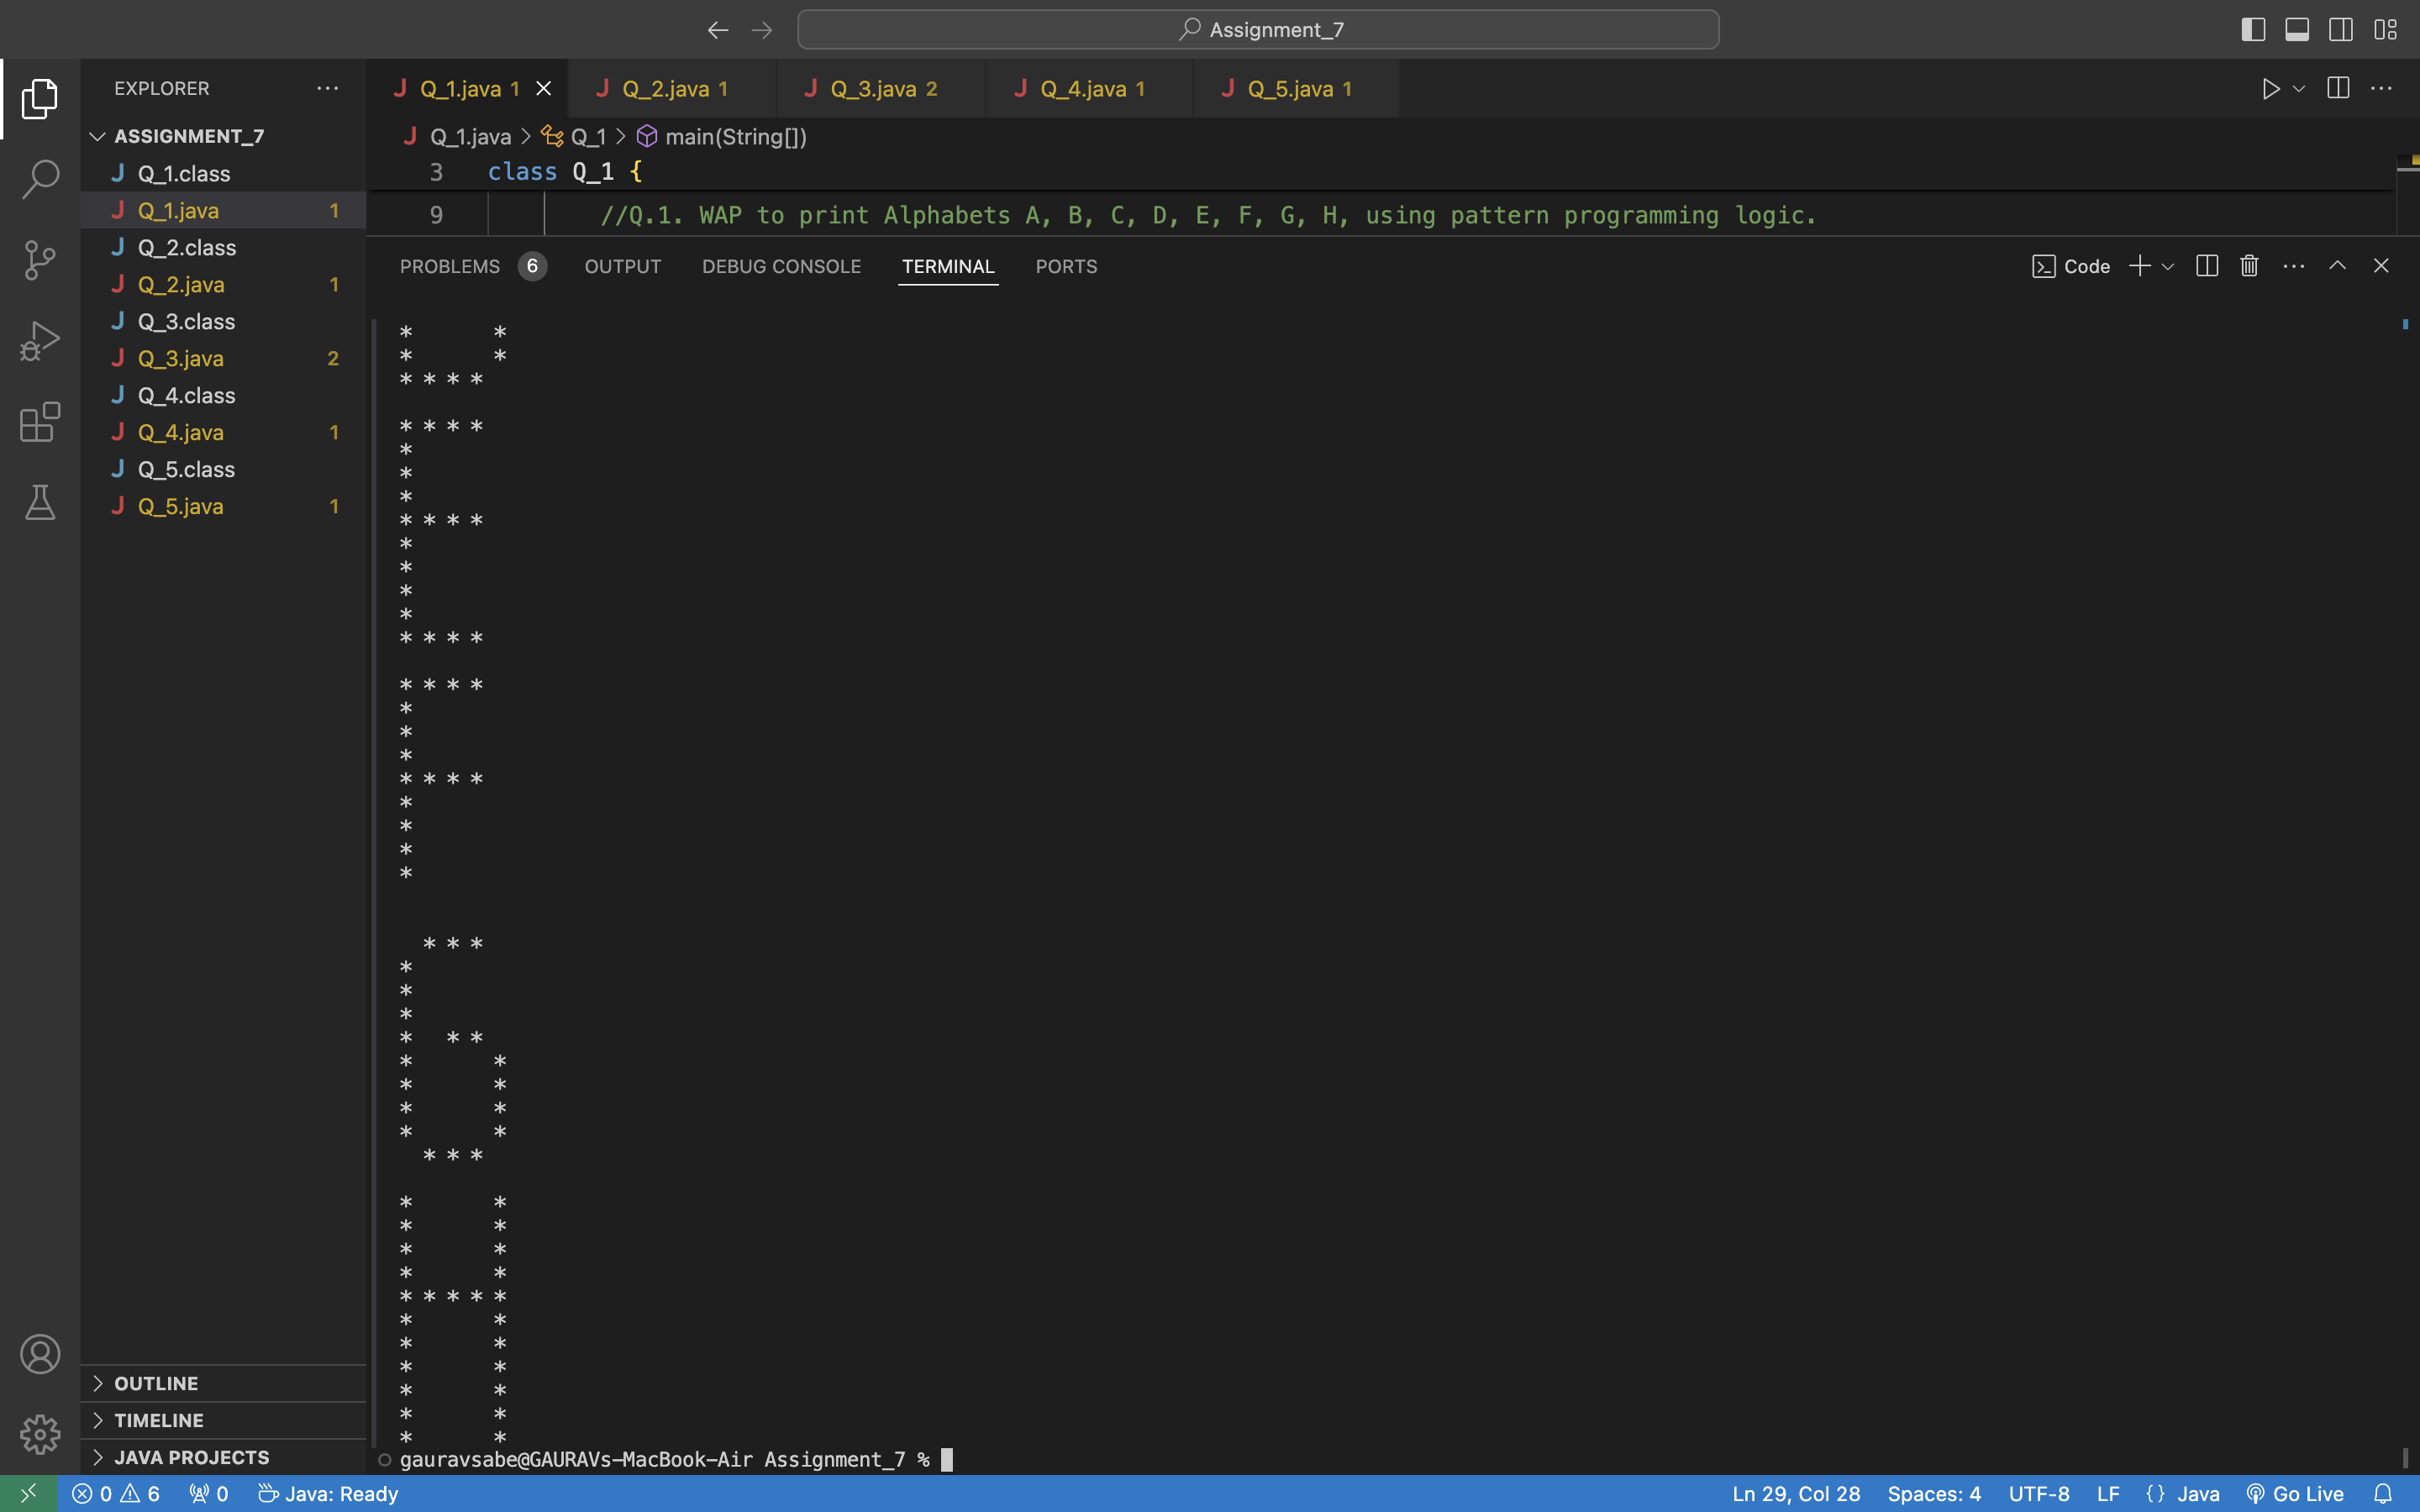 Assignment_7
EXPLORER
ASSIGNMENT_7
Q_1.class
Q_1.java 1
Q_2.class
Q_2.java 1
Q_3.class
Q_3.java 2
Q_4.class
Q_4.java 1
Q_5.class
Q_5.java 1
OUTLINE
TIMELINE
JAVA PROJECTS
Q_1.java 1 Q_2.java 1 Q_3.java 2 Q_4.java 1 Q_5.java 1
Q_1.java > Q_1 > main(String[])
3 class Q_1 {
9 //Q.1. WAP to print Alphabets A, B, C, D, E, F, G, H, using pattern programming logic.
PROBLEMS 6 OUTPUT DEBUG CONSOLE TERMINAL PORTS Code
*       *
*       *
* * * *
* * * *
*
*
*
* * * *
*
*
*
*
* * * *
* * * *
*
*
*
* * * *
*
*
*
*
  * * *
*
*
*
*   * *
*       *
*       *
*       *
*       *
  * * *
*       *
*       *
*       *
*       *
* * * * *
*       *
*       *
*       *
*       *
*       *
*       *
gauravsabe@GAURAVs-MacBook-Air Assignment_7 %
0 6 0 Java: Ready Ln 29, Col 28 Spaces: 4 UTF-8 LF {} Java Go Live